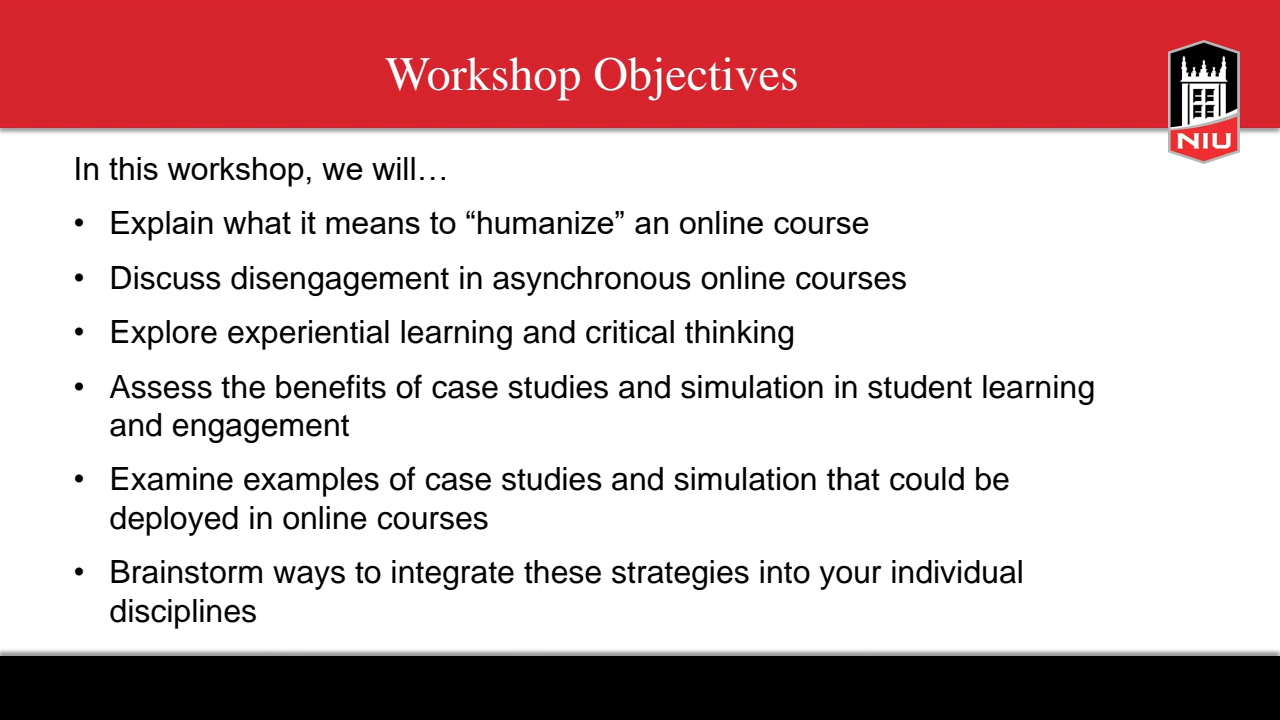 Workshop Objectives
NIU
In this workshop, we will…
• Explain what it means to “humanize” an online course
• Discuss disengagement in asynchronous online courses
• Explore experiential learning and critical thinking
• Assess the benefits of case studies and simulation in student learning
and engagement
• Examine examples of case studies and simulation that could be
deployed in online courses
• Brainstorm ways to integrate these strategies into your individual
disciplines